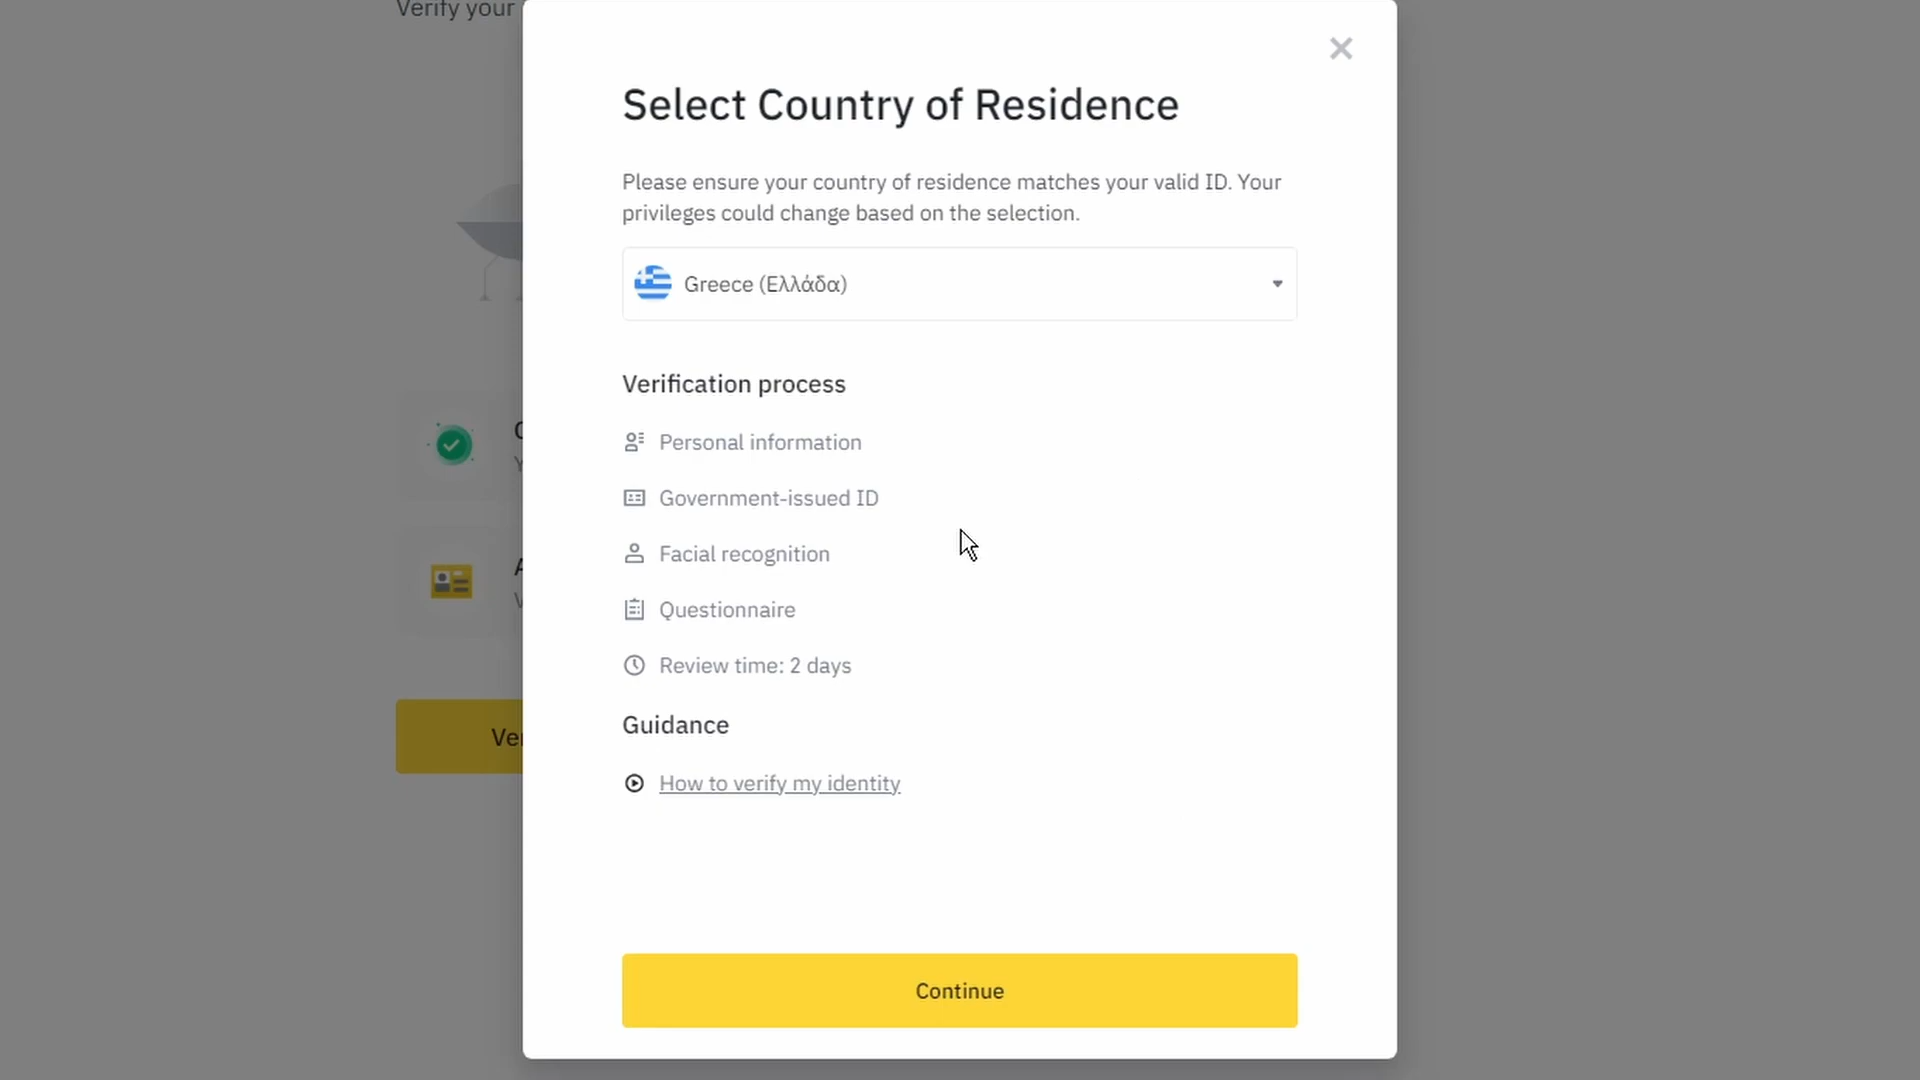 Verify your
Select Country of Residence
Please ensure your country of residence matches your valid ID. Your
privileges could change based on the selection.
Greece (Ελλάδα)
Verification process
Personal information
Government-issued ID
Facial recognition
Questionnaire
Review time: 2 days
Guidance
How to verify my identity
Continue